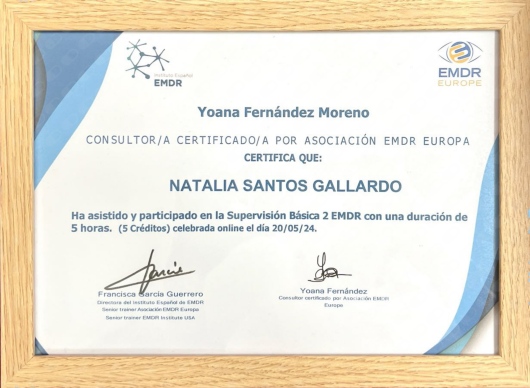 Instituto Español
EMDR
EMDR
EUROPE
Yoana Fernández Moreno
CONSULTOR/A CERTIFICADO/A POR ASOCIACIÓN EMDR EUROPA
CERTIFICA QUE:
NATALIA SANTOS GALLARDO
Ha asistido y participado en la Supervisión Básica 2 EMDR con una duración de
5 horas. (5 Créditos) celebrada online el día 20/05/24.
Francisca García Guerrero
Directora del Instituto Español de EMDR
Senior trainer Asociación EMDR Europe
Senior trainer EMDR Institute USA
Yoana Fernández
Consultor certificado por Asociación EMDR
Europa